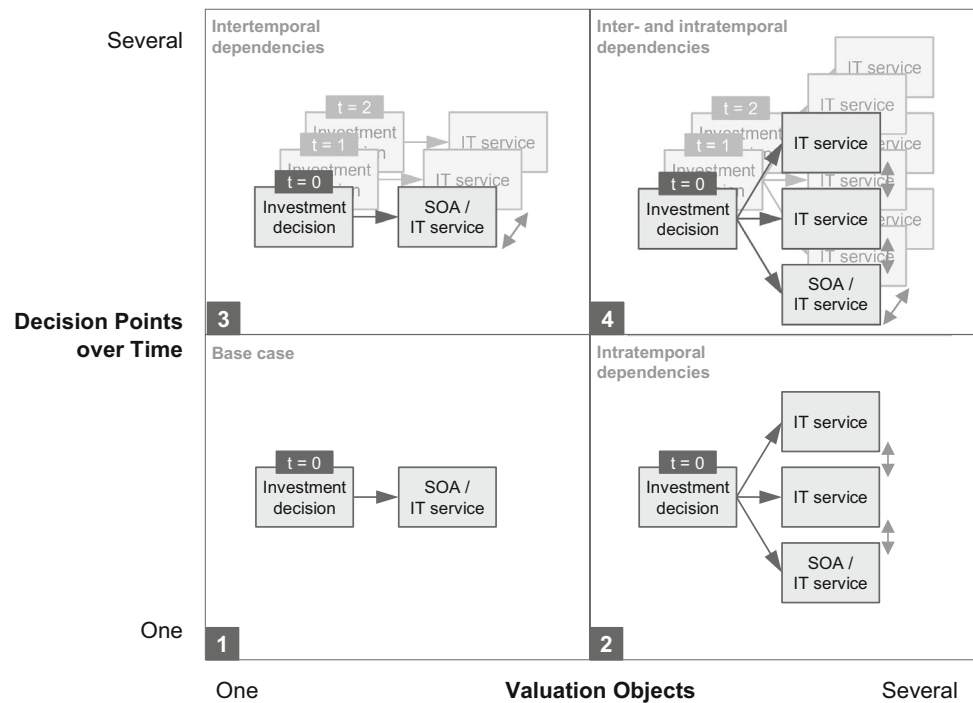 Several
Intertemporal
dependencies
t = 2
Investment
IT service
t = 1
Investment
IT service
t = 0
Investment
decision
SOA /
IT service
3
Inter- and intratemporal
dependencies
IT service
IT service
t = 2
Investment
IT service
t = 1
t = 0
Investment
decision
IT service
SOA /
IT service
4
Decision Points
over Time
Base case
t = 0
Investment
decision
SOA /
IT service
1
Intratemporal
dependencies
IT service
t = 0
Investment
decision
IT service
SOA /
IT service
2
One
One
Valuation Objects
Several